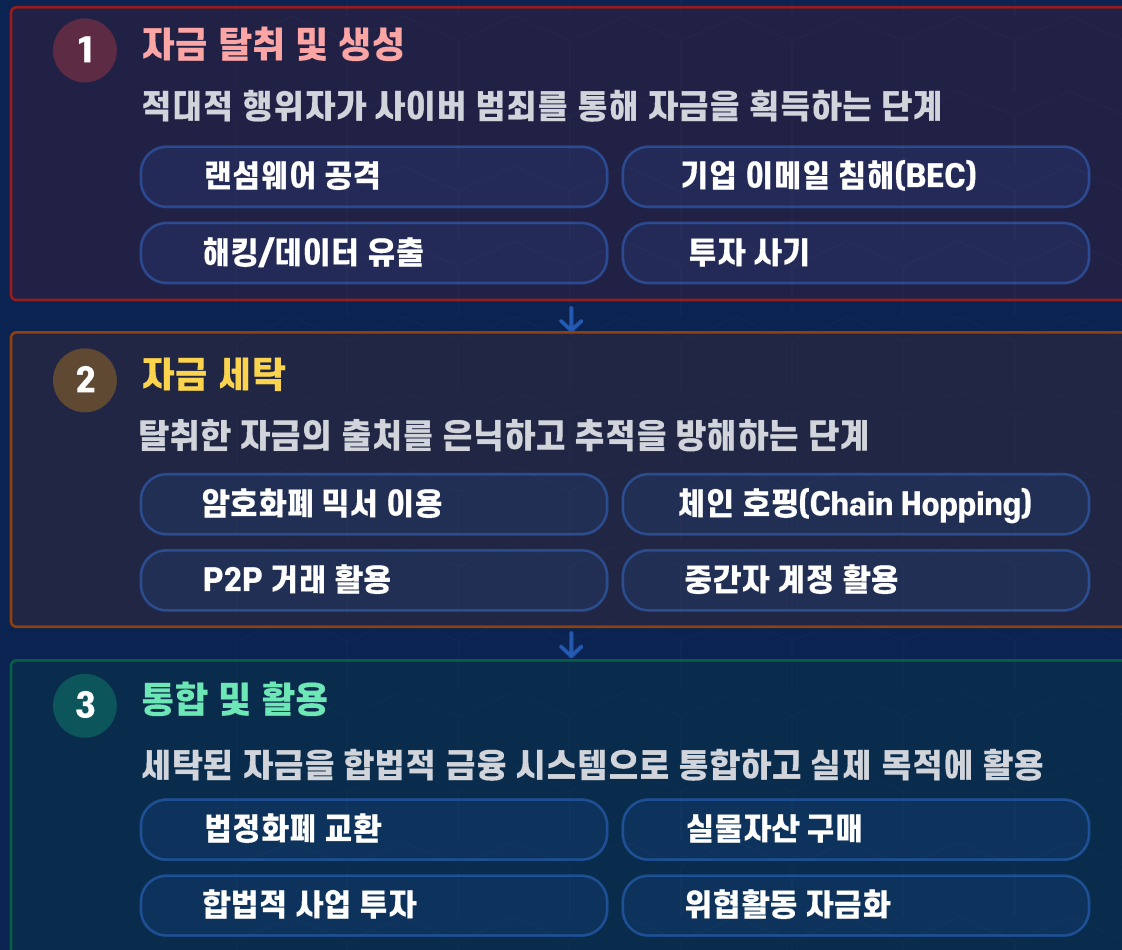 1
자금 탈취 및 생성
적대적 행위자가 사이버 범죄를 통해 자금을 획득하는 단계
랜섬웨어 공격
기업 이메일 침해(BEC)
해킹/데이터 유출
투자 사기
2
자금 세탁
탈취한 자금의 출처를 은닉하고 추적을 방해하는 단계
암호화폐 믹서 이용
체인 호핑(Chain Hopping)
P2P 거래 활용
중간자 계정 활용
3
통합 및 활용
세탁된 자금을 합법적 금융 시스템으로 통합하고 실제 목적에 활용
법정화폐 교환
실물자산 구매
합법적 사업 투자
위협활동 자금화